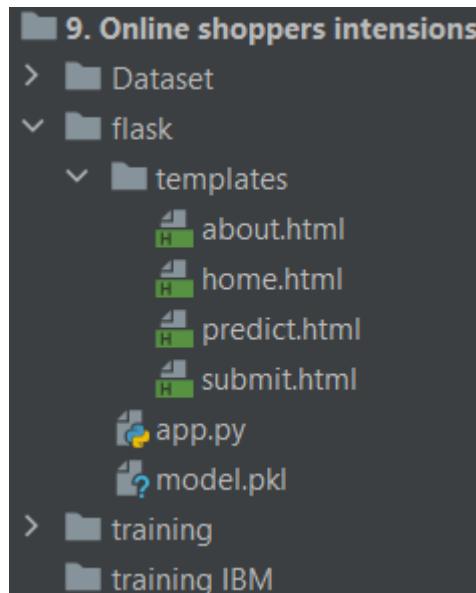 9. Online shoppers intensions
Dataset
flask
templates
about.html
home.html
predict.html
submit.html
app.py
model.pkl
training
training IBM